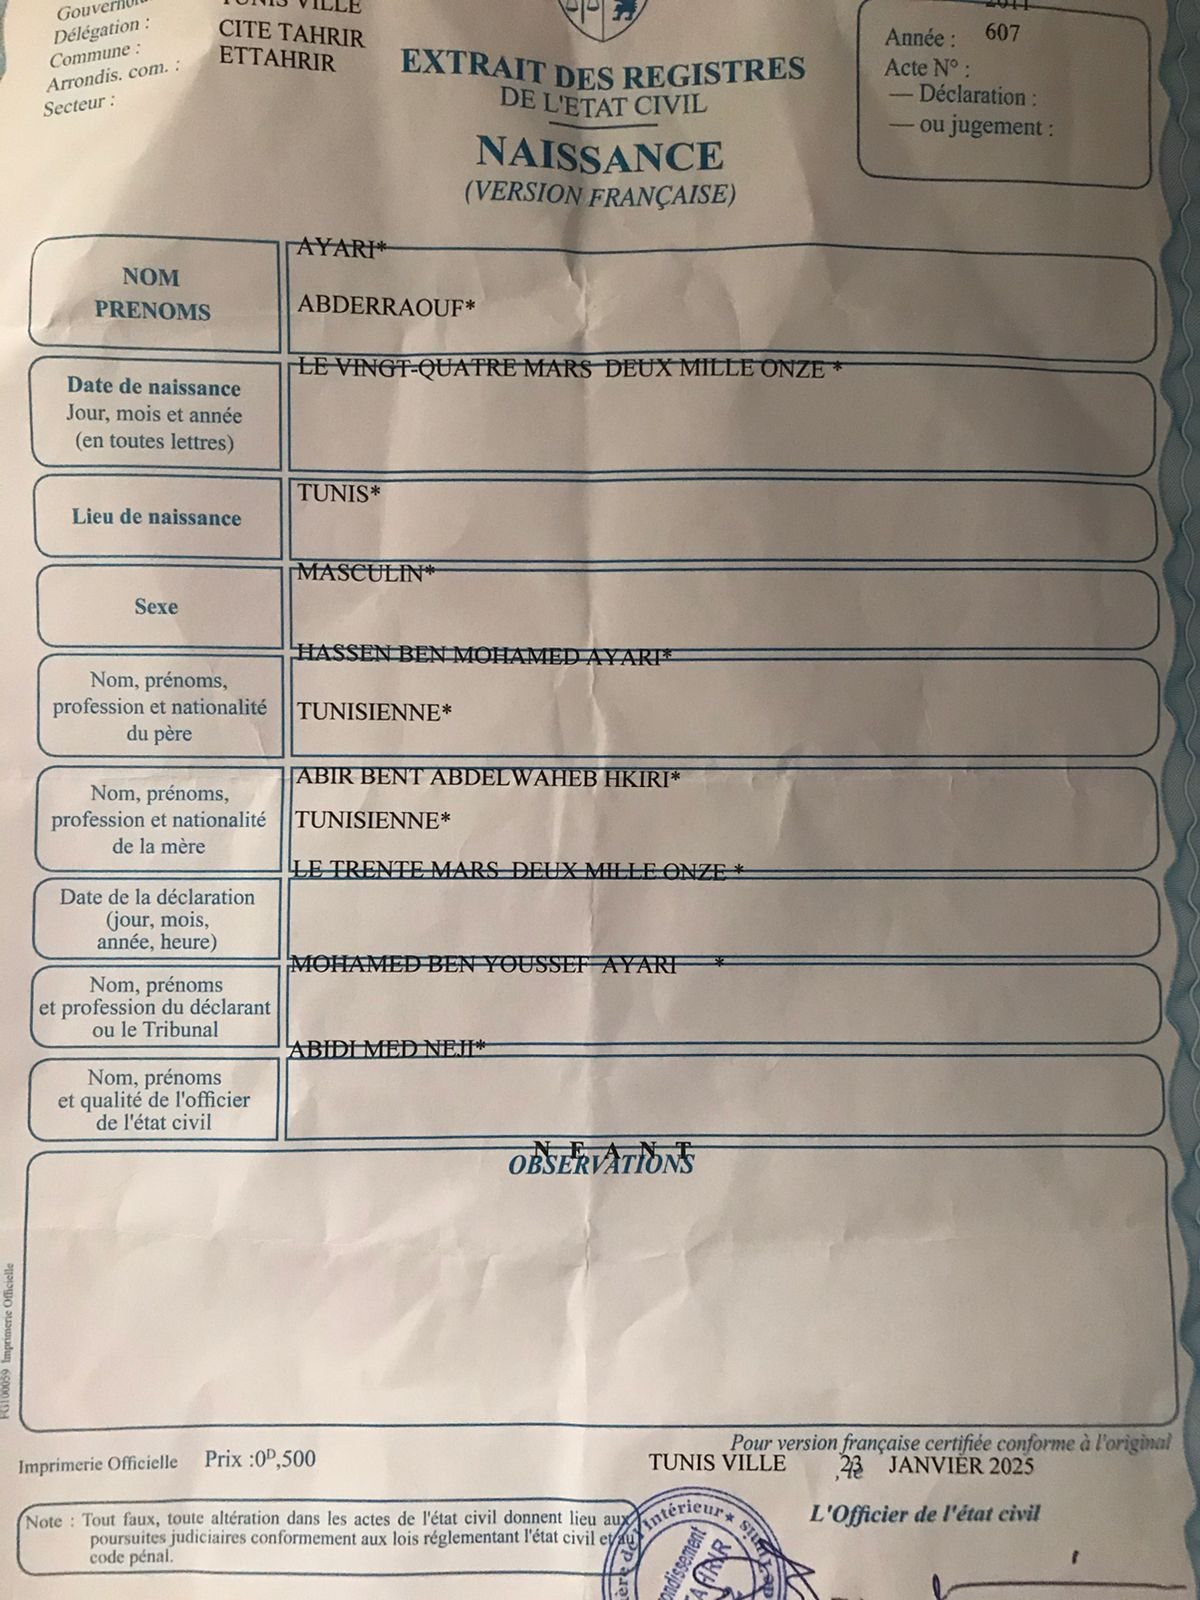 TUNIS VILLE
Délégation : CITE TAHRIR
Commune : ETTAHRIR
Arrondis. com. :
Secteur :
EXTRAIT DES REGISTRES
DE L'ETAT CIVIL
NAISSANCE
(VERSION FRANÇAISE)
2011
Année : 607
Acte N° :
— Déclaration :
— ou jugement :
NOM
PRENOMS
AYARI*
ABDERRAOUF*
Date de naissance
Jour, mois et année
(en toutes lettres)
LE VINGT-QUATRE MARS DEUX MILLE ONZE *
Lieu de naissance
TUNIS*
Sexe
MASCULIN*
Nom, prénoms,
profession et nationalité
du père
HASSEN BEN MOHAMED AYARI*
TUNISIENNE*
Nom, prénoms,
profession et nationalité
de la mère
ABIR BENT ABDELWAHEB HKIRI*
TUNISIENNE*
Date de la déclaration
(jour, mois,
année, heure)
LE TRENTE MARS DEUX MILLE ONZE *
Nom, prénoms
et profession du déclarant
ou le Tribunal
MOHAMED BEN YOUSSEF AYARI *
Nom, prénoms
et qualité de l'officier
de l'état civil
ABIDI MED NEJI*
N E A N T
OBSERVATIONS
FG100059 Imprimerie Officielle
Imprimerie Officielle Prix :0ᴰ,500
Pour version française certifiée conforme à l'original
TUNIS VILLE , le 23 JANVIER 2025
L'Officier de l'état civil
Note : Tout faux, toute altération dans les actes de l'état civil donnent lieu aux
poursuites judiciaires conformement aux lois réglementant l'état civil et au
code pénal.
de l'Intérieur